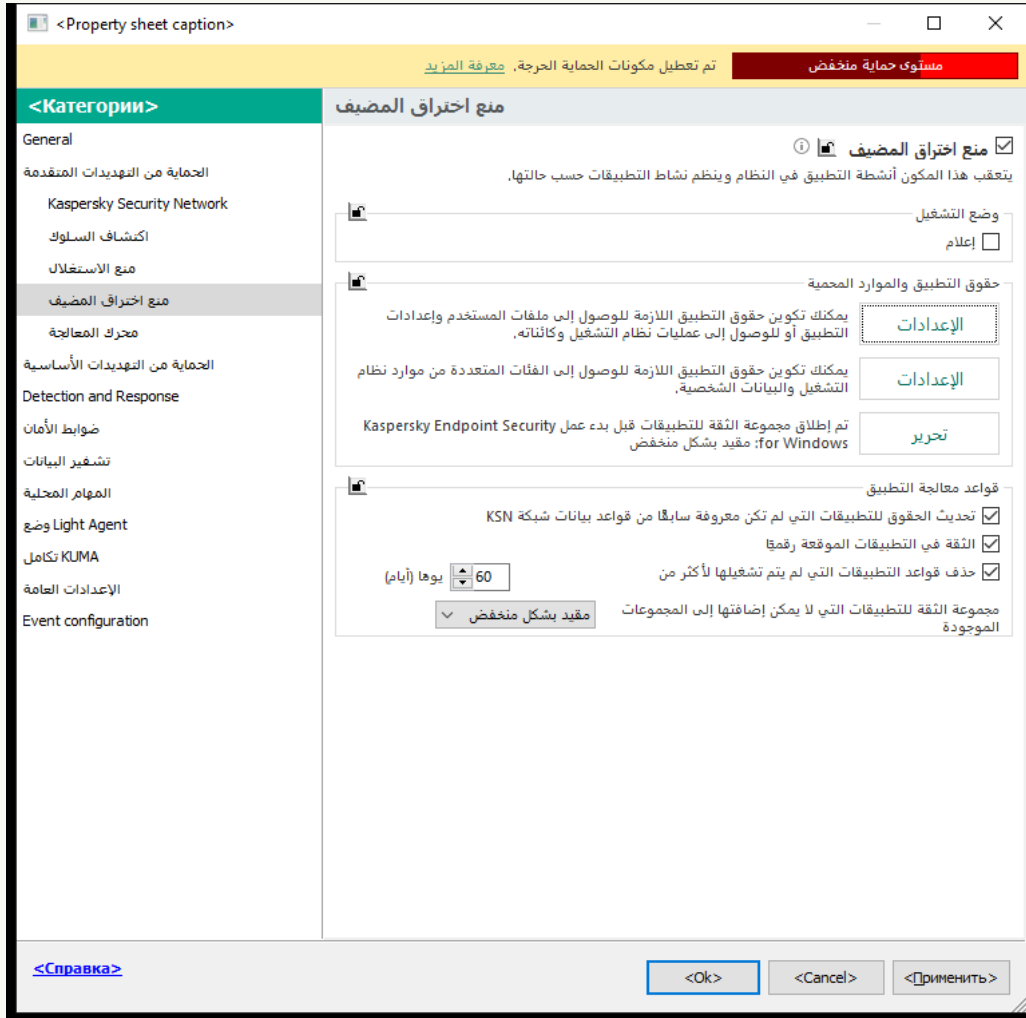 <Property sheet caption>
مستوى حماية منخفض
تم تعطيل مكونات الحماية الحرجة. معرفة المزيد
<Категории>
General
الحماية من التهديدات المتقدمة
Kaspersky Security Network
اكتشاف السلوك
منع الاستغلال
منع اختراق المضيف
محرك المعالجة
الحماية من التهديدات الأساسية
Detection and Response
ضوابط الأمان
تشفير البيانات
المهام المحلية
وضع Light Agent
تكامل KUMA
الإعدادات العامة
Event configuration
منع اختراق المضيف
منع اختراق المضيف
يتعقب هذا المكون أنشطة التطبيق في النظام وينظم نشاط التطبيقات حسب حالتها.
وضع التشغيل
إعلام
حقوق التطبيق والموارد المحمية
الإعدادات
يمكنك تكوين حقوق التطبيق اللازمة للوصول إلى ملفات المستخدم وإعدادات
التطبيق أو للوصول إلى عمليات نظام التشغيل وكائناته.
الإعدادات
يمكنك تكوين حقوق التطبيق اللازمة للوصول إلى الفئات المتعددة من موارد نظام
التشغيل والبيانات الشخصية.
تحرير
تم إطلاق مجموعة الثقة للتطبيقات قبل بدء عمل Kaspersky Endpoint Security
for Windows: مقيد بشكل منخفض
قواعد معالجة التطبيق
تحديث الحقوق للتطبيقات التي لم تكن معروفة سابقًا من قواعد بيانات شبكة KSN
الثقة في التطبيقات الموقعة رقميًا
حذف قواعد التطبيقات التي لم يتم تشغيلها لأكثر من 60 يوها (أيام)
مجموعة الثقة للتطبيقات التي لا يمكن إضافتها إلى المجموعات
الموجودة
مقيد بشكل منخفض
<Справка>
<Ok> <Cancel> <Применить>